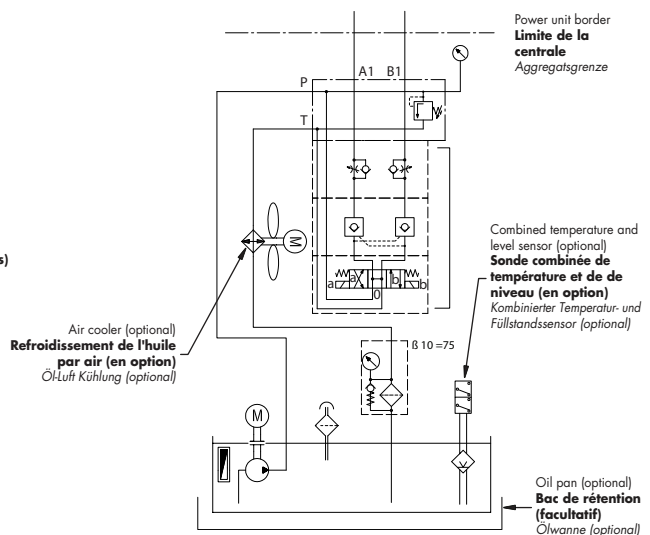 Power unit border
Limite de la
centrale
Aggregatsgrenze
A1 B1
P
T
s)
M
Combined temperature and
level sensor (optional)
Sonde combinée de
température et de de
niveau (en option)
Kombinierter Temperatur- und
Füllstandssensor (optional)
a a b b
0
Air cooler (optional)
Refroidissement de l'huile
par air (en option)
Öl-Luft Kühlung (optional)
ß 10 =75
M
Oil pan (optional)
Bac de rétention
(facultatif)
Ölwanne (optional)